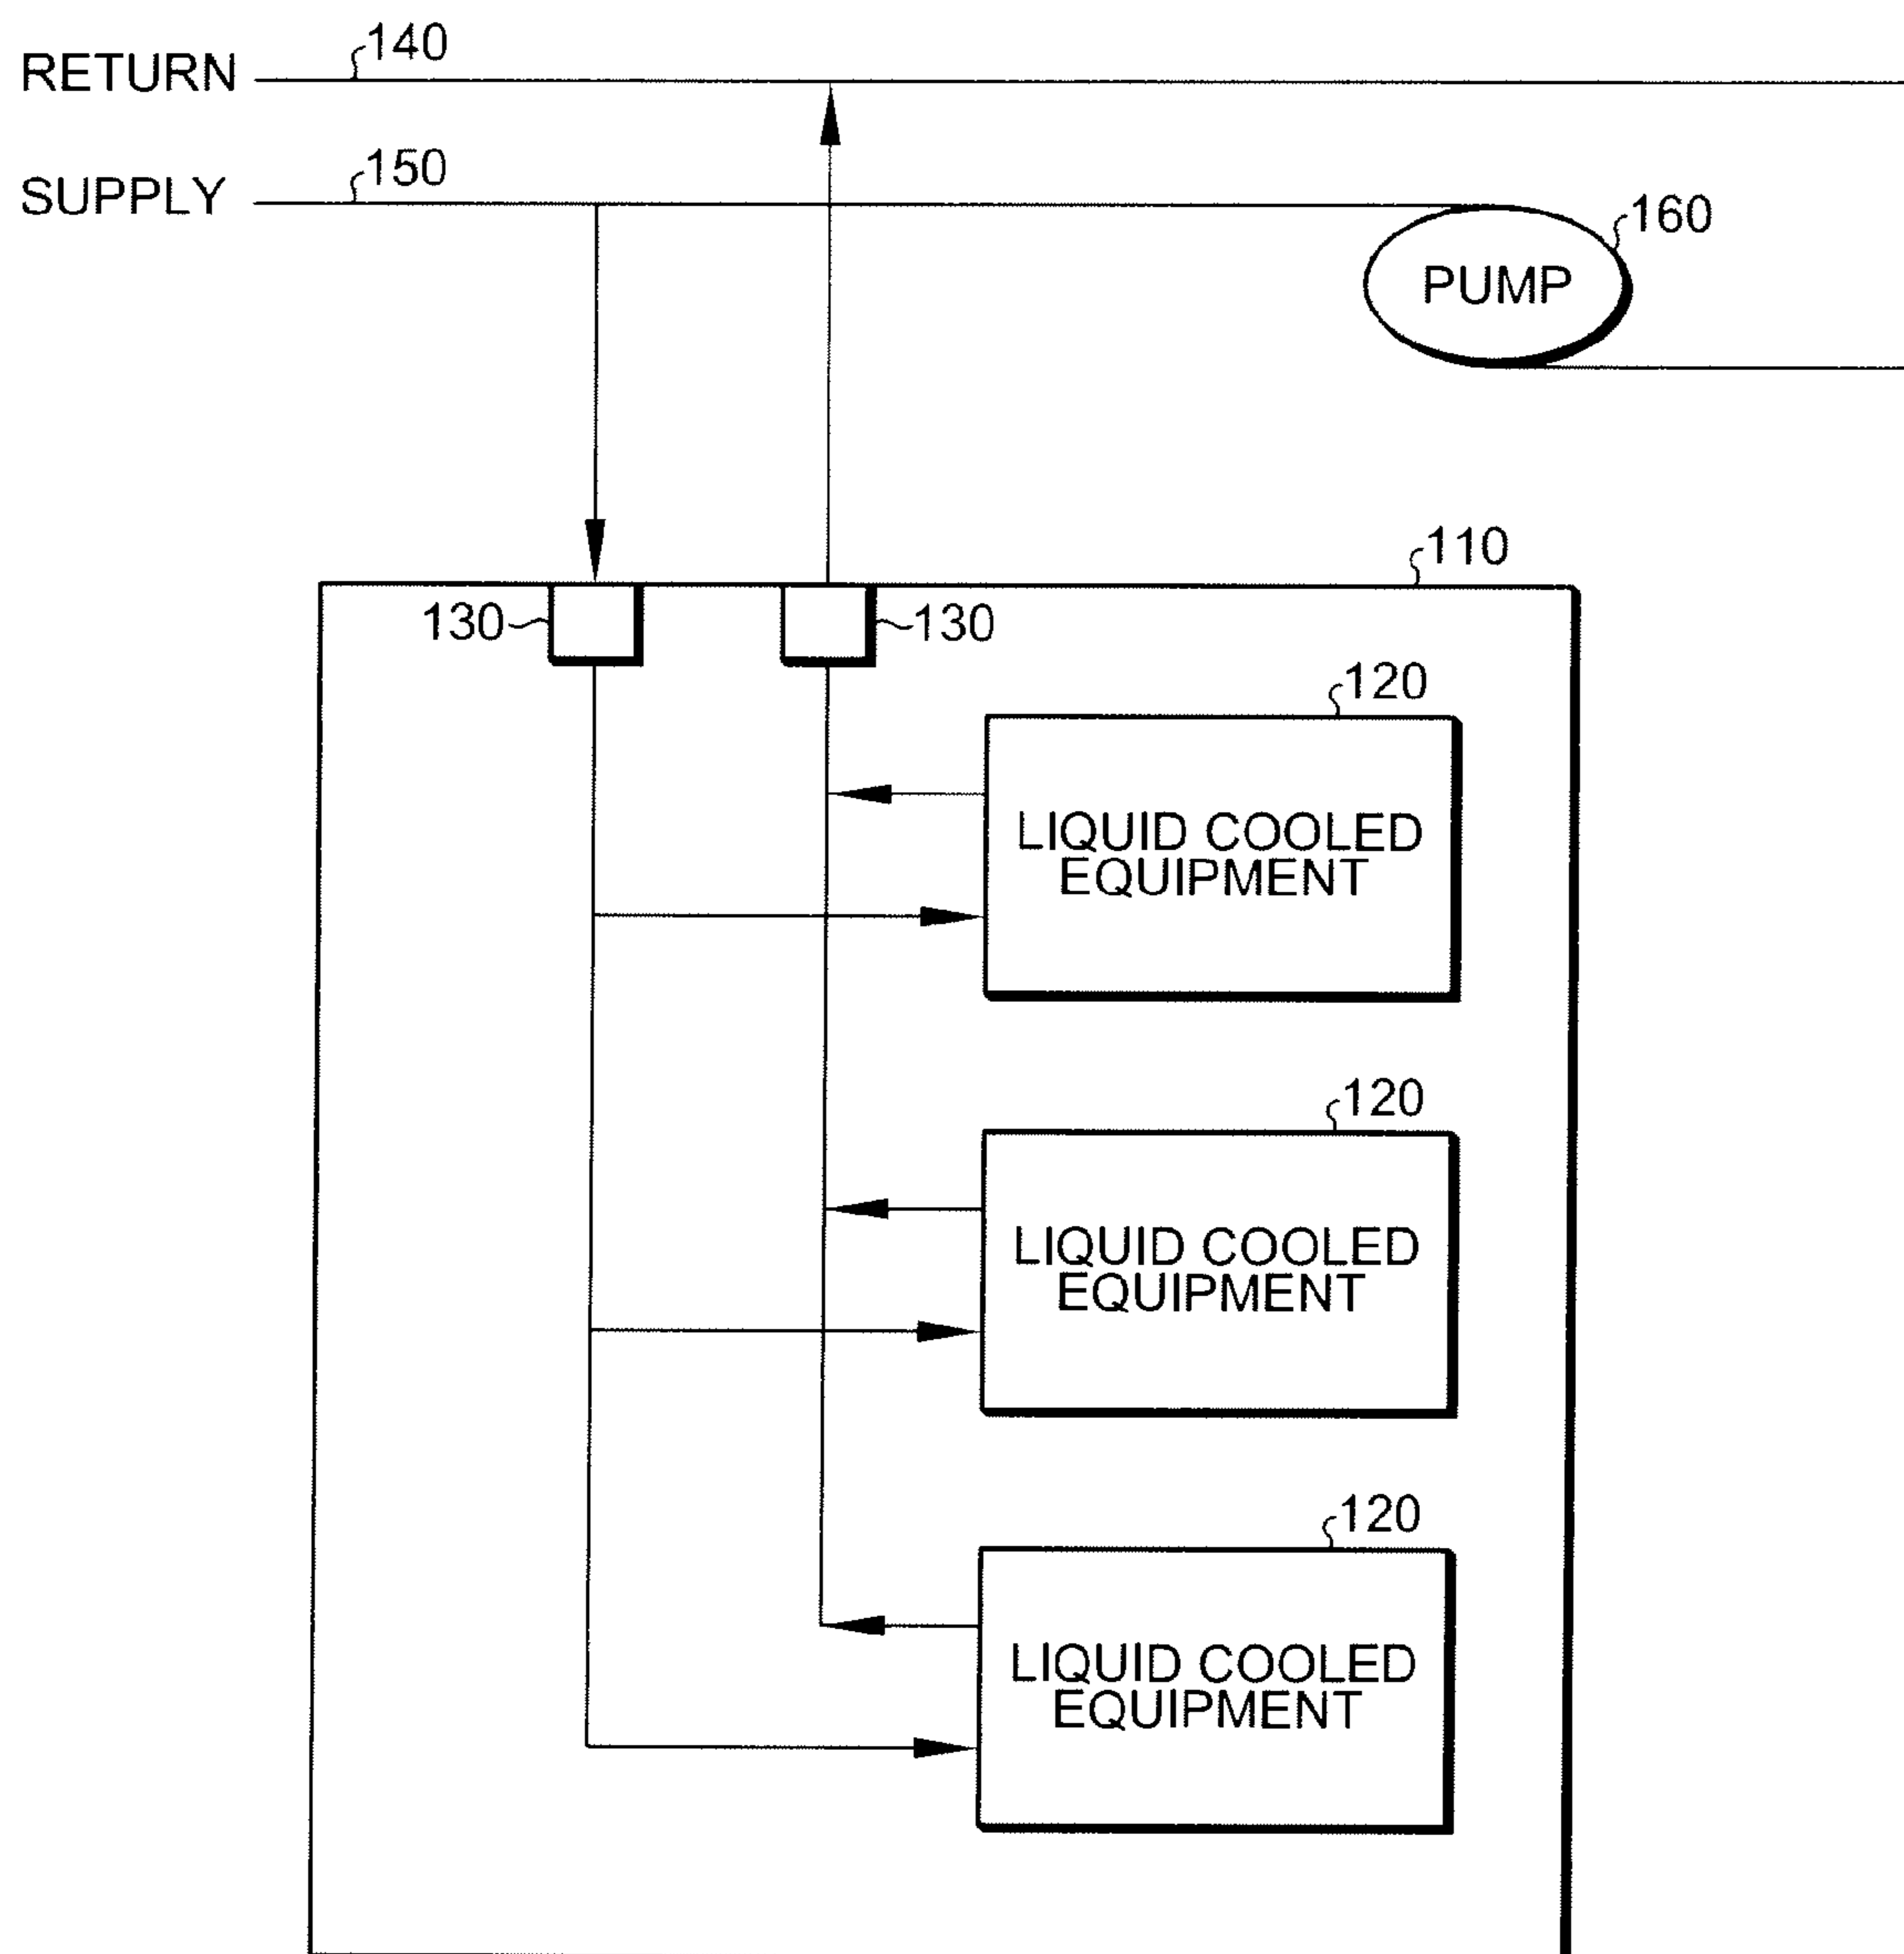 140
RETURN
150
SUPPLY
160
PUMP
110
130
130
120
LIQUID COOLED
EQUIPMENT
120
LIQUID COOLED
EQUIPMENT
120
LIQUID COOLED
EQUIPMENT